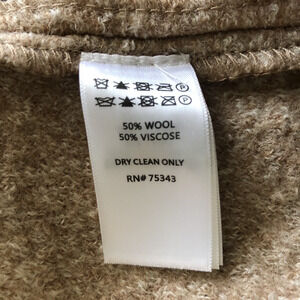 50% WOOL
50% VISCOSE
DRY CLEAN ONLY
RN# 75343